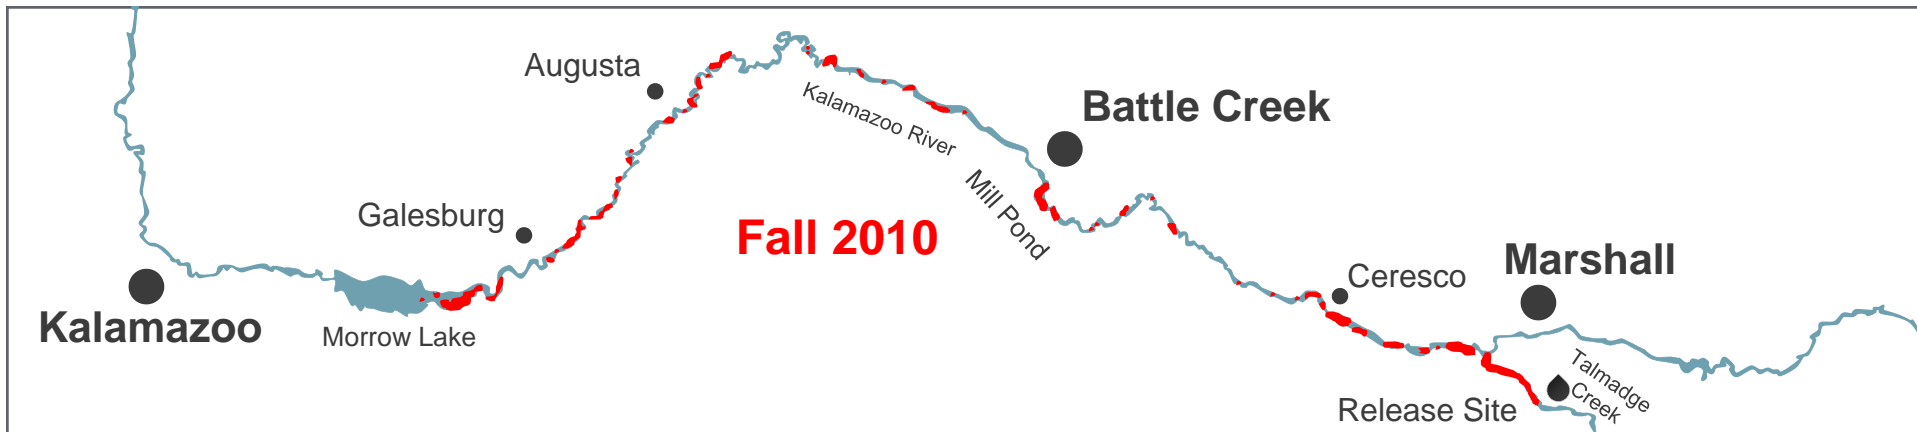 Augusta
Kalamazoo River
Battle Creek
Galesburg
Fall 2010
Mill Pond
Ceresco
Marshall
Kalamazoo
Morrow Lake
Release Site
Talmadge
Creek